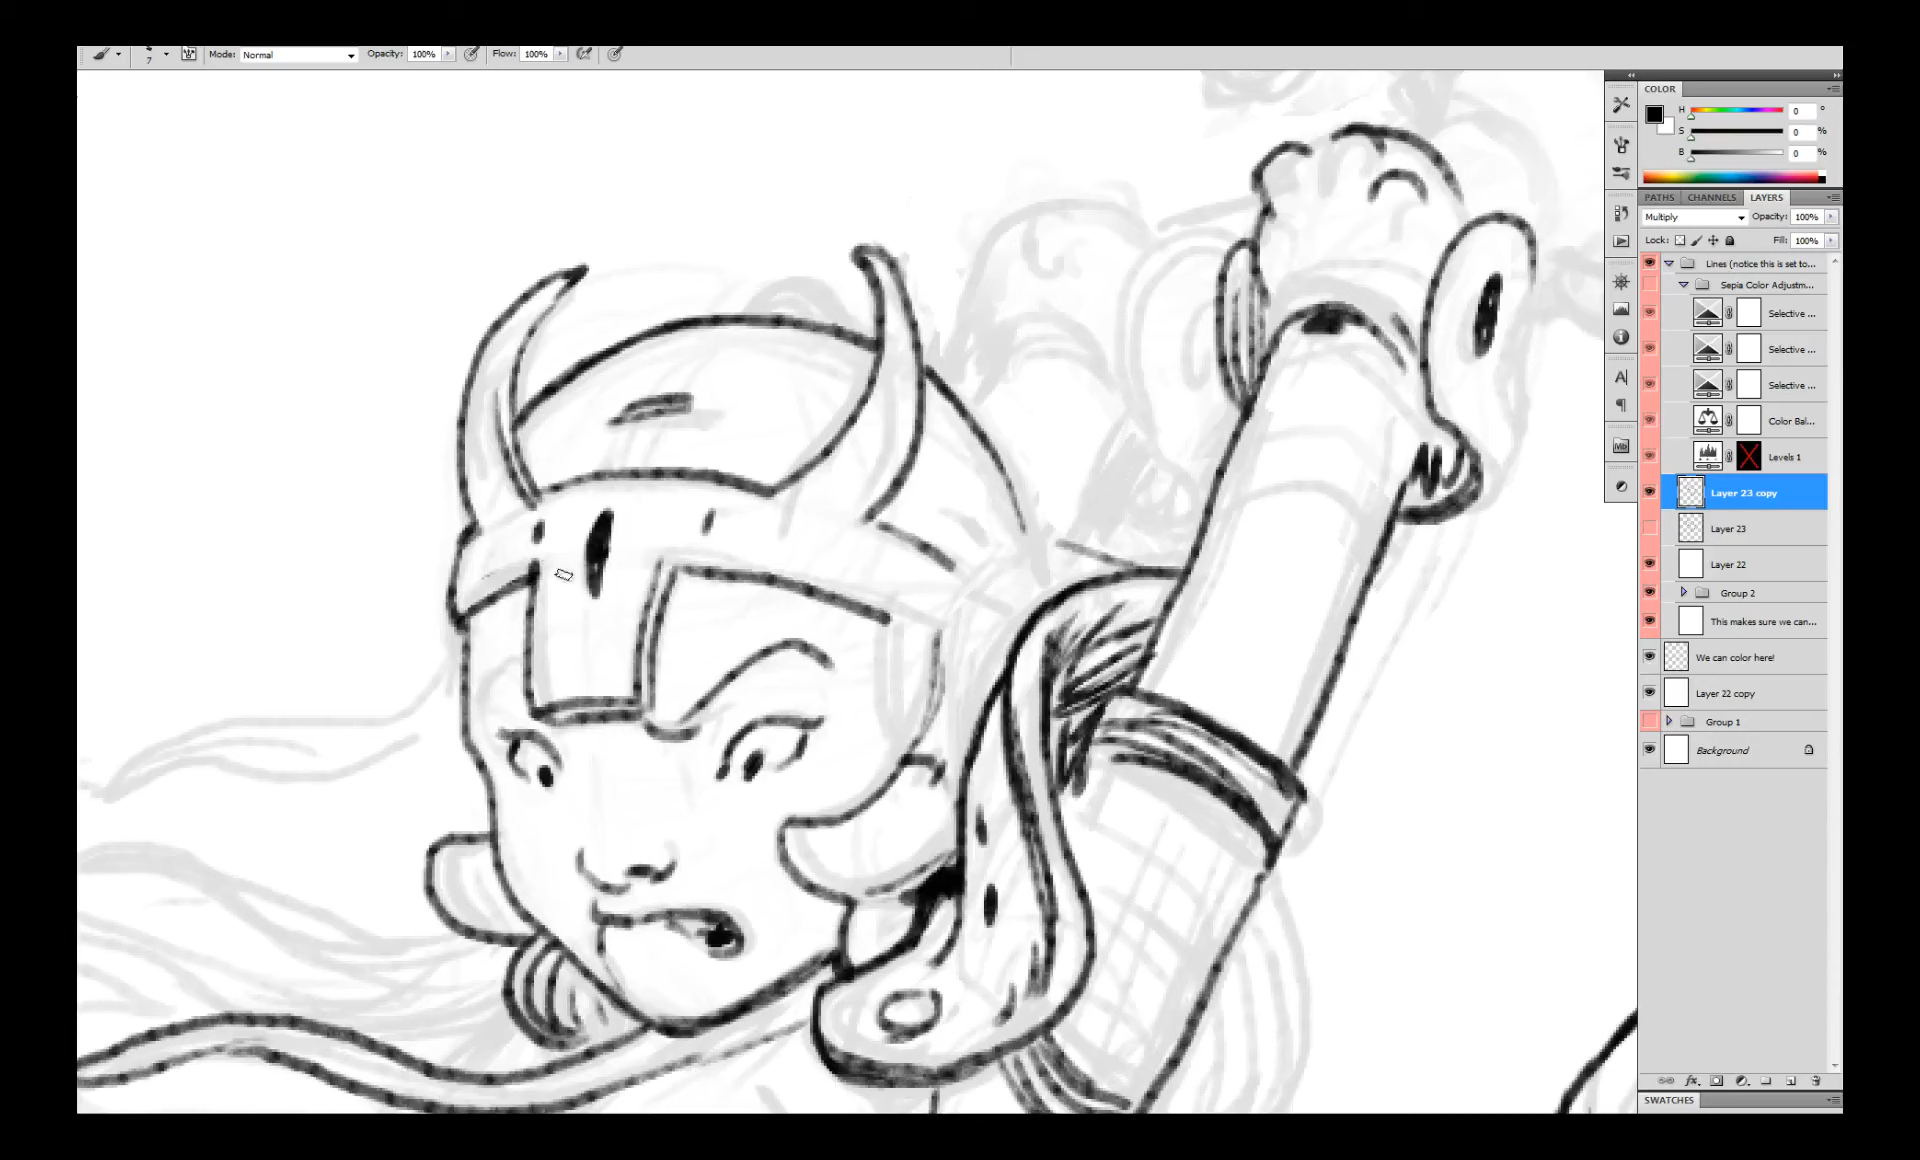 7 Mode: Normal Opacity: 100% Flow: 100%
COLOR
H 0 °
S 0 %
B 0 %
PATHS CHANNELS LAYERS
Multiply Opacity: 100%
Lock: Fill: 100%
Lines (notice this is set to...
Sepia Color Adjustm...
Selective ...
Selective ...
Selective ...
Color Bal...
Levels 1
Layer 23 copy
Layer 23
Layer 22
Group 2
This makes sure we can...
We can color here!
Layer 22 copy
Group 1
Background
SWATCHES